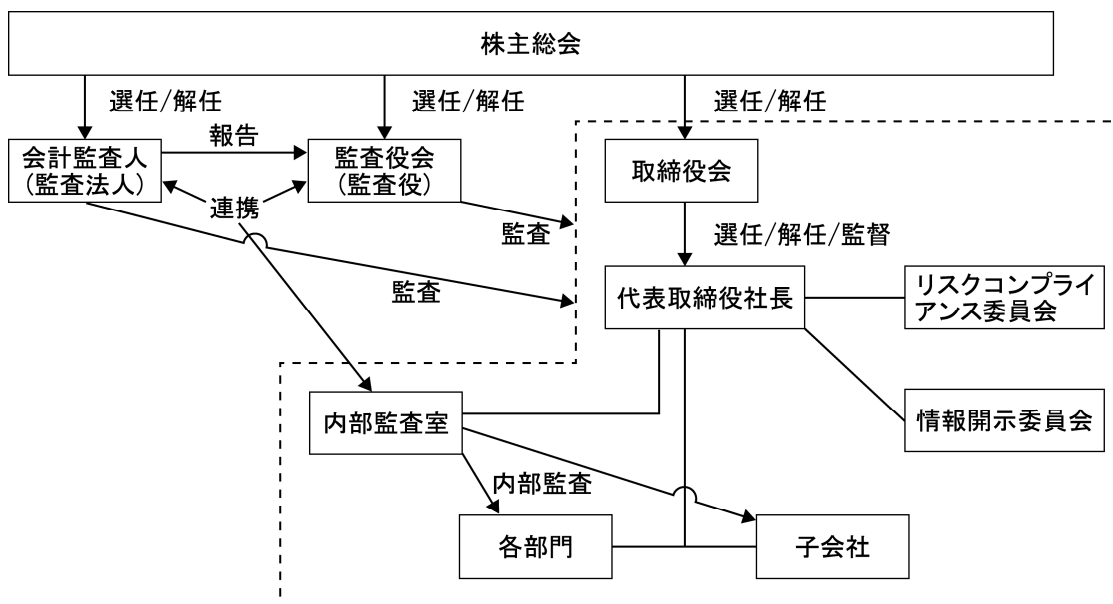 株主総会
選任/解任
選任/解任
選任/解任
報告
会計監査人
（監査法人）
監査役会
（監査役）
取締役会
連携
監査
選任/解任/監督
監査
代表取締役社長
リスクコンプライ
アンス委員会
内部監査室
情報開示委員会
内部監査
各部門
子会社